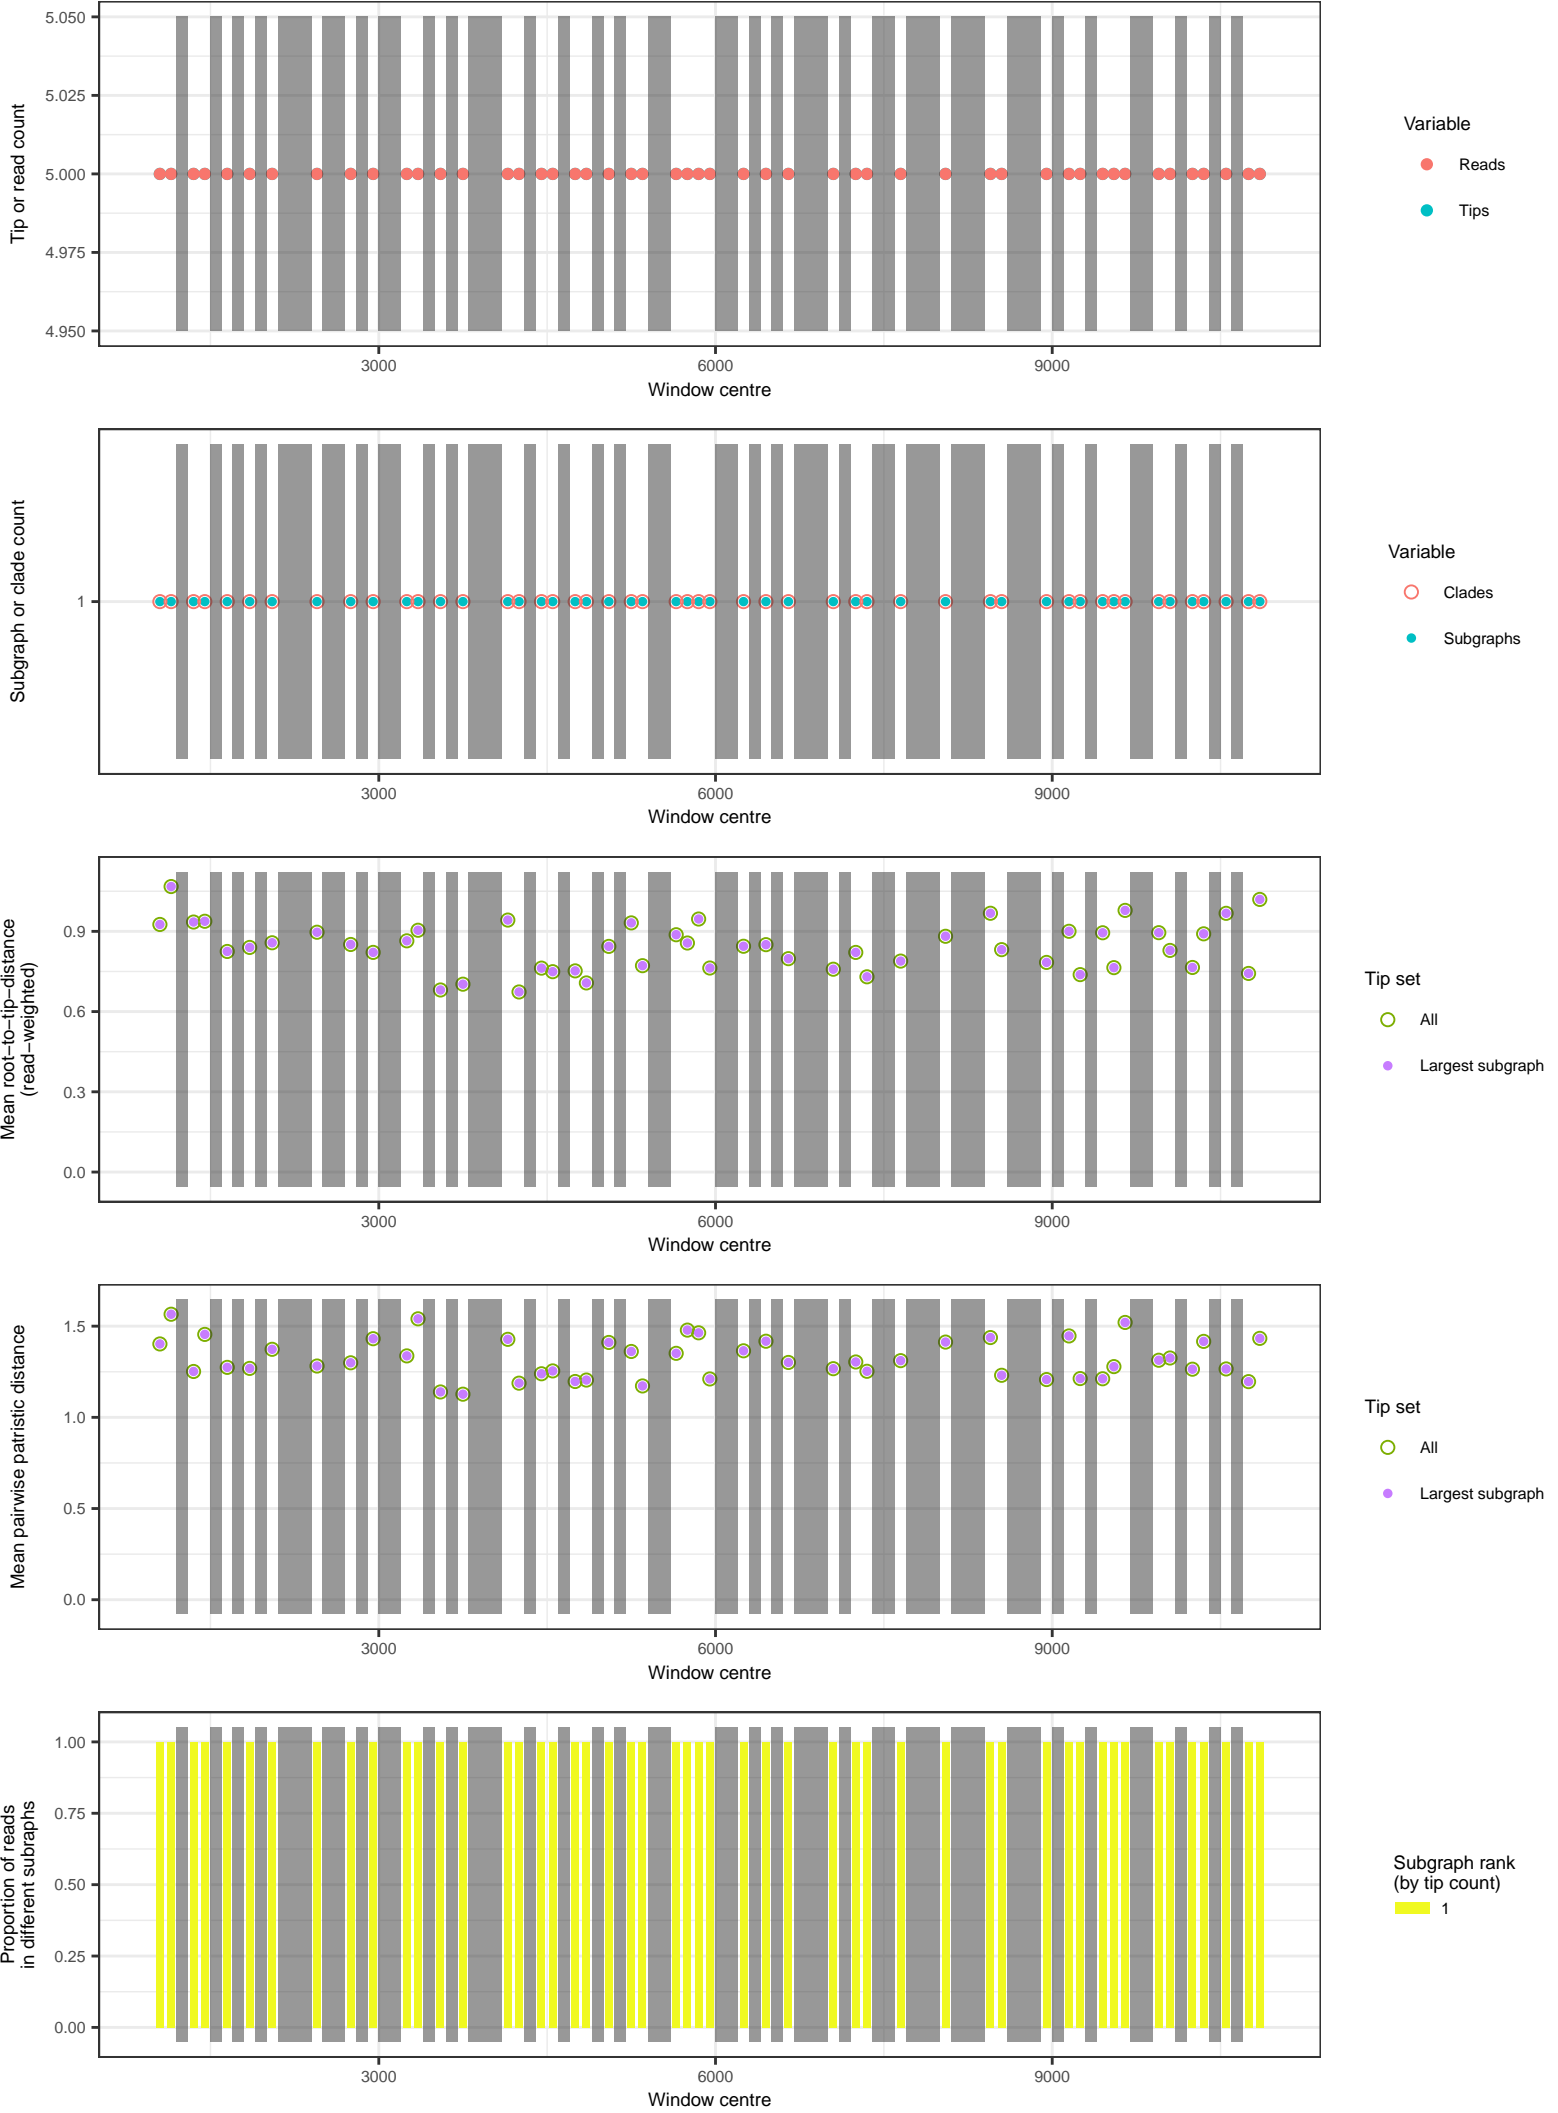 5.050
5.025
5.000
4.975
4.950
Tip or read count
3000 6000 9000
Window centre
Variable
Reads
Tips
1
Subgraph or clade count
3000 6000 9000
Window centre
Variable
Clades
Subgraphs
0.9
0.6
0.3
0.0
Mean root−to−tip−distance
(read−weighted)
3000 6000 9000
Window centre
Tip set
All
Largest subgraph
1.5
1.0
0.5
0.0
Mean pairwise patristic distance
3000 6000 9000
Window centre
Tip set
All
Largest subgraph
1.00
0.75
0.50
0.25
0.00
Proportion of reads
in different subraphs
3000 6000 9000
Window centre
Subgraph rank
(by tip count)
1